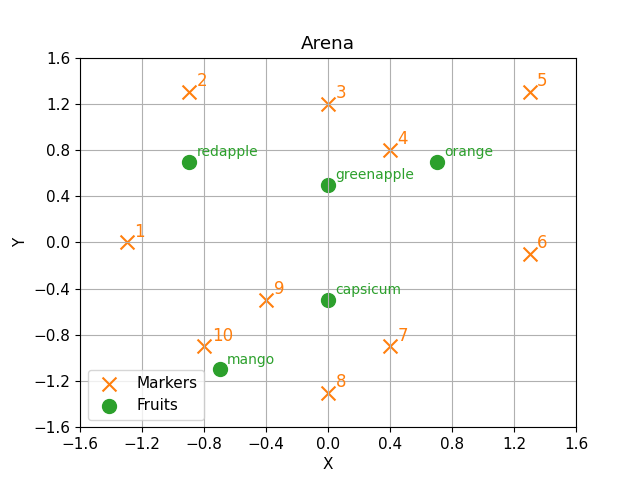 Arena
1.6
1.2
0.8
0.4
0.0
−0.4
−0.8
−1.2
−1.6
Y
2
3
5
4
redapple
orange
greenapple
1
6
9
capsicum
10
7
mango
8
Markers
Fruits
−1.6 −1.2 −0.8 −0.4 0.0 0.4 0.8 1.2 1.6
X